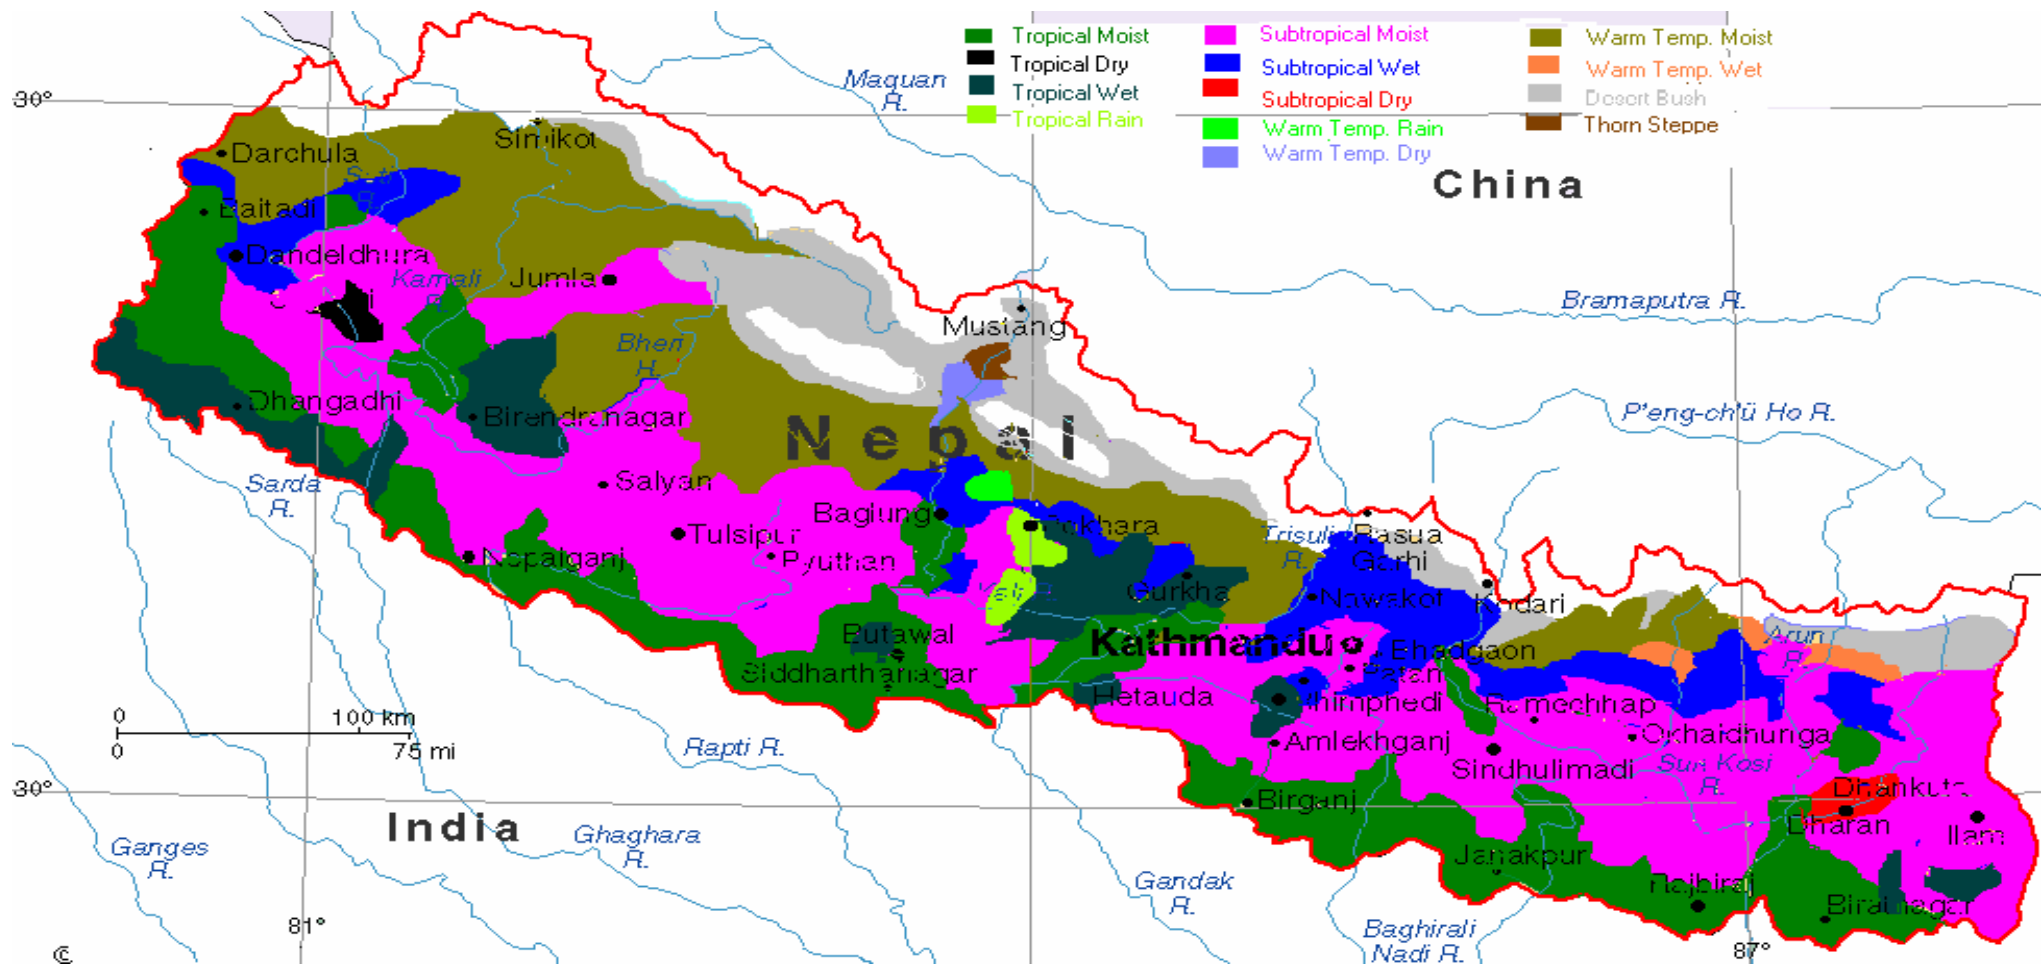 Tropical Moist
Tropical Dry
Tropical Wet
Tropical Rain
Subtropical Moist
Subtropical Wet
Subtropical Dry
Warm Temp. Rain
Warm Temp. Dry
Warm Temp. Moist
Warm Temp. Wet
Desert Bush
Thorn Steppe
Maquan
R.
30°
Simikot
Darchula
China
Baitadi
Dandeldhura
Karnali
R.
Jumla
Bramaputra R.
Mustang
Bheri
R.
Dhangadhi
Birendranagar
Nepal
P'eng-ch'ü Ho R.
Sarda
R.
Salyan
Baglung
Pokhara
Tulsipur
Pyuthan
Nepalganj
Trisuli
R.
Rasua
Garhi
Gurkha
Nawakot
Kodari
Butawal
Kathmandu
Bhadgaon
Arun
R.
Siddharthanagar
Patan
Hetauda
Bhimphedi
Ramechhap
0
100 km
0
75 mi
Rapti R.
Amlekhganj
Okhaldhunga
Sindhulimadi
Sun Kosi
R.
30°
Birganj
Dhankuta
Dharan
Ilam
India
Ghaghara
R.
Ganges
R.
Janakpur
Gandak
R.
Rajbiraj
Biratnagar
81°
Baghirali
Nadi R.
87°
©